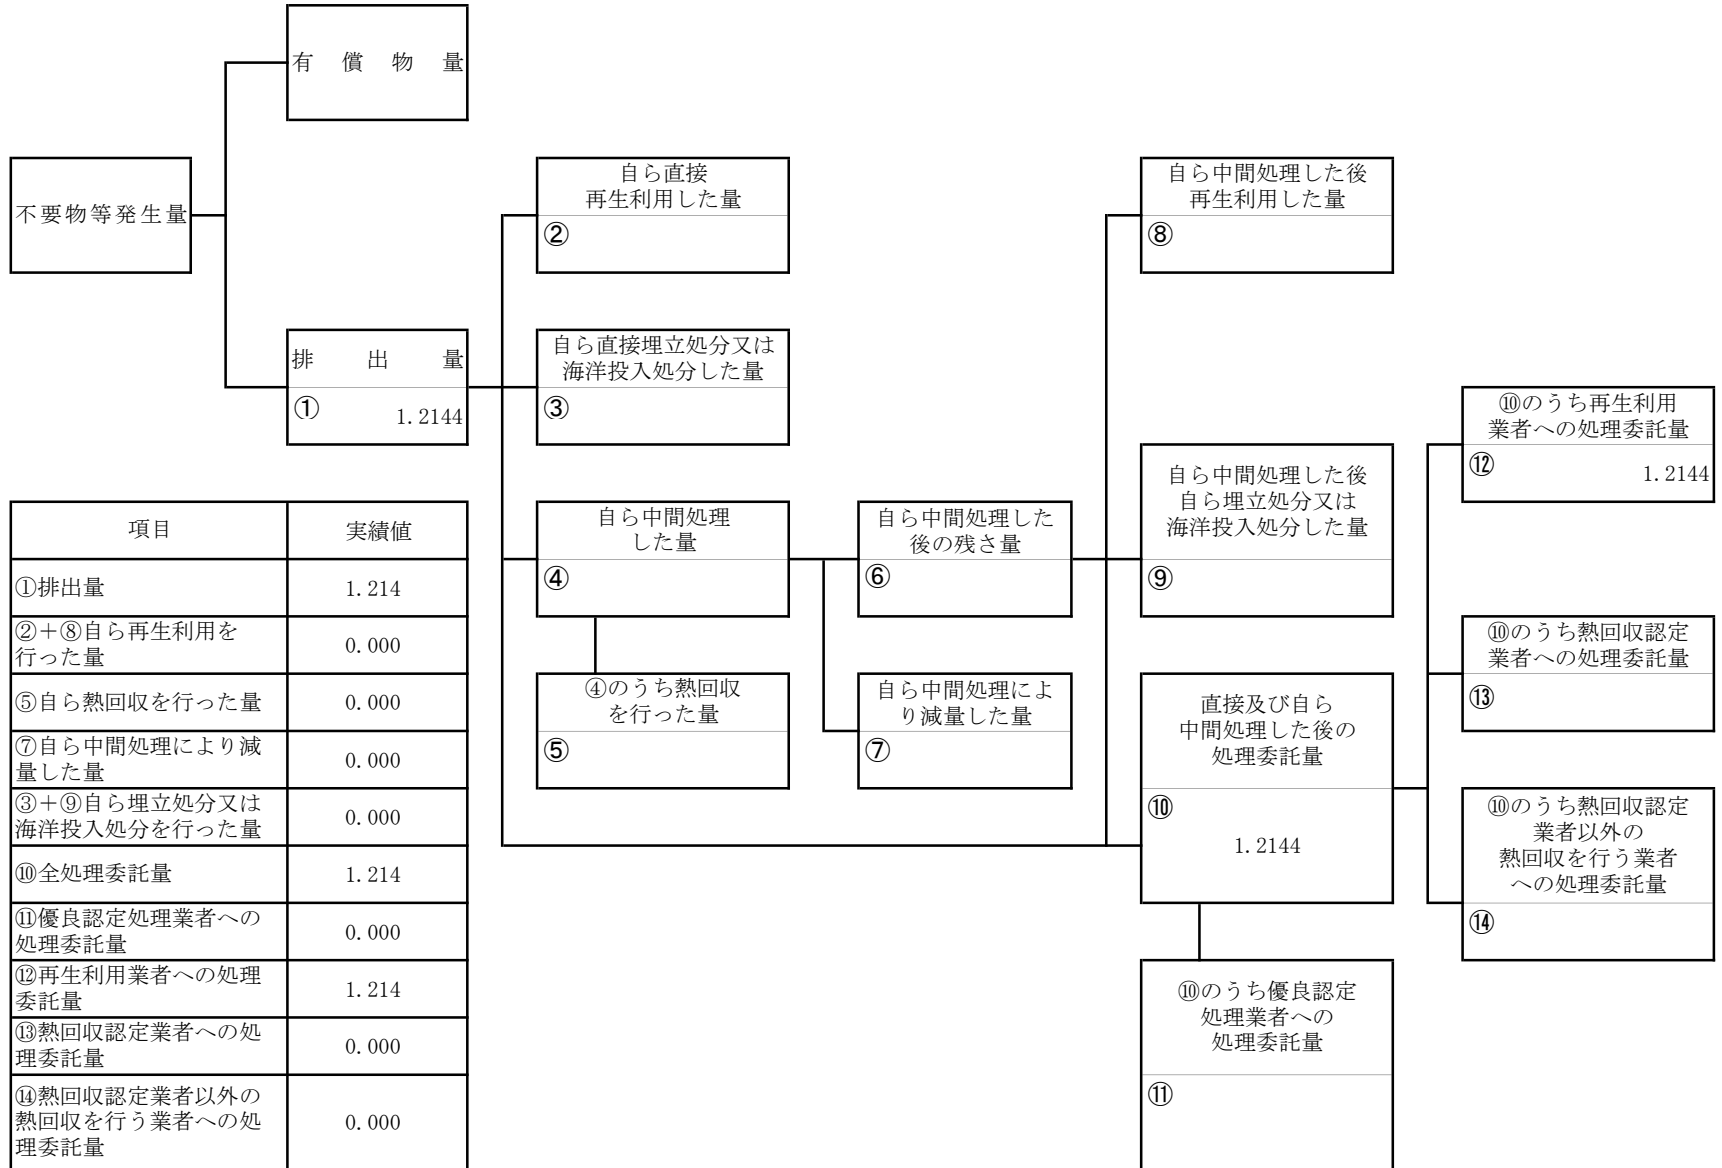 有償物量
不要物等発生量
排出量
① 1.2144
自ら直接
再生利用した量
②
自ら直接埋立処分又は
海洋投入処分した量
③
自ら中間処理
した量
④
④のうち熱回収
を行った量
⑤
自ら中間処理した
後の残さ量
⑥
自ら中間処理によ
り減量した量
⑦
自ら中間処理した後
再生利用した量
⑧
自ら中間処理した後
自ら埋立処分又は
海洋投入処分した量
⑨
直接及び自ら
中間処理した後の
処理委託量
⑩
1.2144
⑩のうち優良認定
処理業者への
処理委託量
⑪
⑩のうち再生利用
業者への処理委託量
⑫ 1.2144
⑩のうち熱回収認定
業者への処理委託量
⑬
⑩のうち熱回収認定
業者以外の
熱回収を行う業者
への処理委託量
⑭
項目 実績値
①排出量 1.214
②+⑧自ら再生利用を
行った量 0.000
⑤自ら熱回収を行った量 0.000
⑦自ら中間処理により減
量した量 0.000
③+⑨自ら埋立処分又は
海洋投入処分を行った量 0.000
⑩全処理委託量 1.214
⑪優良認定処理業者への
処理委託量 0.000
⑫再生利用業者への処理
委託量 1.214
⑬熱回収認定業者への処
理委託量 0.000
⑭熱回収認定業者以外の
熱回収を行う業者への処
理委託量 0.000